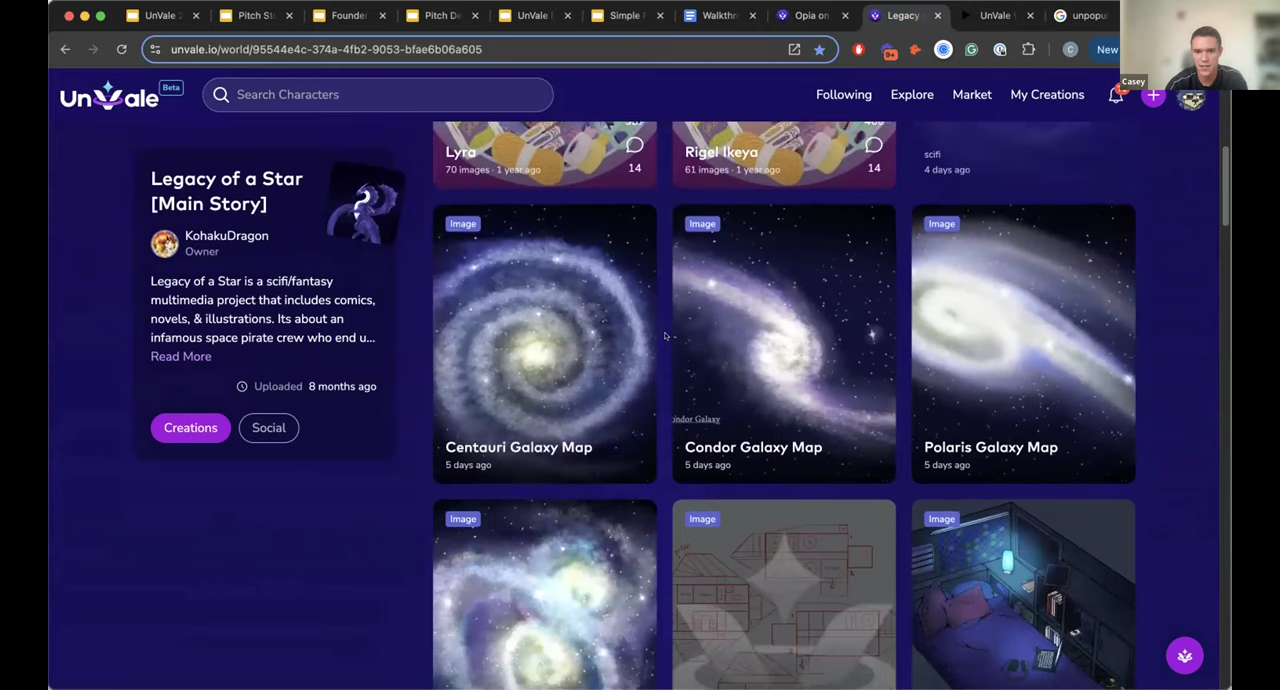 UnVale
Pitch
Founder
Pitch De
UnVale
Simple
Walkthr
Opia on
Legacy
UnVale
unpopul
unvale.io/world/95544e4c-374a-4fb2-9053-bfae6b06a605
9+
C
New
Casey
UnVale
Beta
Search Characters
Following
Explore
Market
My Creations
Legacy of a Star
[Main Story]
KohakuDragon
Owner
Legacy of a Star is a scifi/fantasy
multimedia project that includes comics,
novels, & illustrations. Its about an
infamous space pirate crew who end u...
Read More
Uploaded 8 months ago
Creations
Social
Lyra
70 images · 1 year ago
14
Rigel Ikeya
61 images · 1 year ago
14
scifi
4 days ago
Image
Centauri Galaxy Map
5 days ago
Image
ondor Galaxy
Condor Galaxy Map
5 days ago
Image
Polaris Galaxy Map
5 days ago
Image
Image
Image